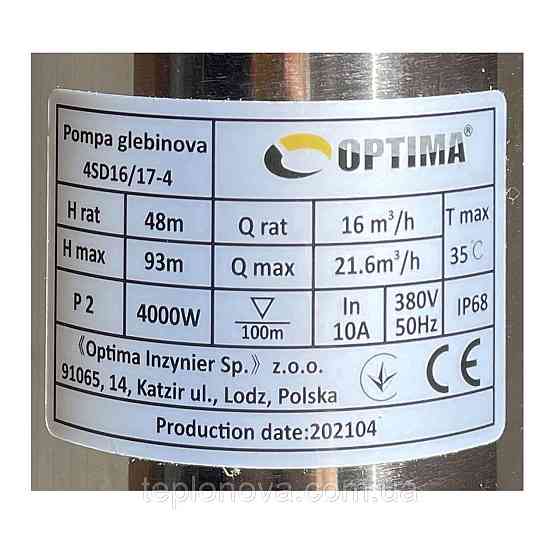 Pompa glebinova
4SD16/17-4
OPTIMA®
H rat 48m Q rat 16 m³/h T max
H max 93m Q max 21.6m³/h 35℃
P 2 4000W 100m In 10A 380V 50Hz IP68
《Optima Inzynier Sp.》 z.o.o.
91065, 14, Katzir ul., Lodz, Polska
CE
Production date:202104
teplonova.com.ua